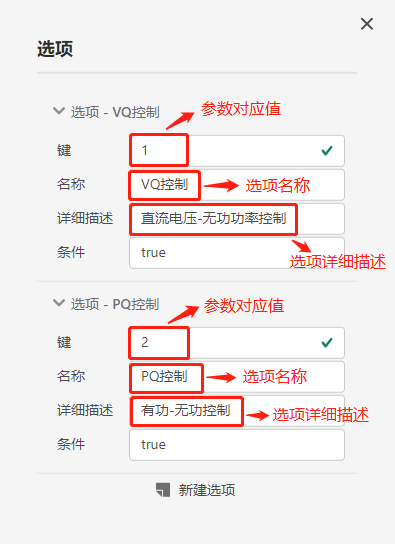 选项
选项 - VQ控制
参数对应值
键
1
名称
VQ控制
选项名称
详细描述
直流电压-无功功率控制
条件
true
选项详细描述
选项 - PQ控制
参数对应值
键
2
名称
PQ控制
选项名称
详细描述
有功-无功控制
选项详细描述
条件
true
新建选项